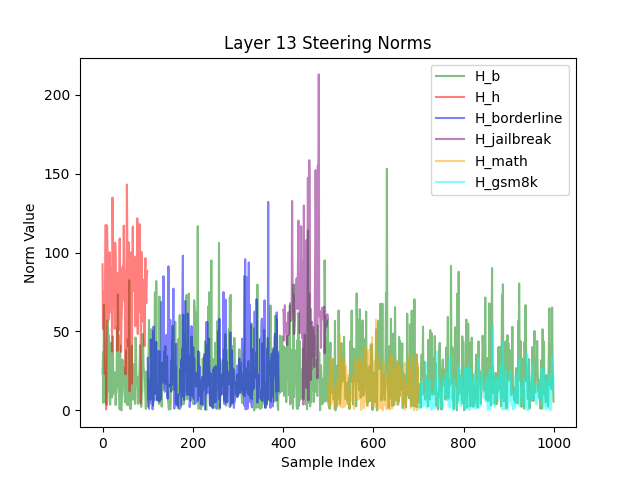 Layer 13 Steering Norms
H_b
H_h
H_borderline
H_jailbreak
H_math
H_gsm8k
200
150
100
50
0
Norm Value
0
200
400
600
800
1000
Sample Index